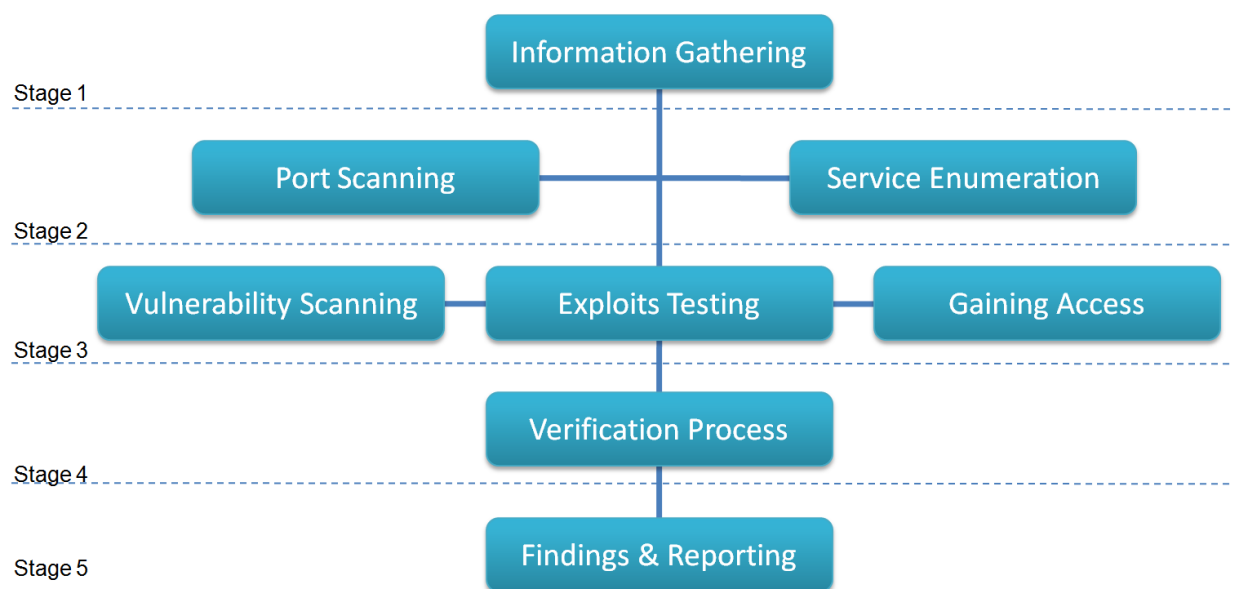 Information Gathering
Stage 1
Port Scanning
Service Enumeration
Stage 2
Vulnerability Scanning
Exploits Testing
Gaining Access
Stage 3
Verification Process
Stage 4
Findings & Reporting
Stage 5